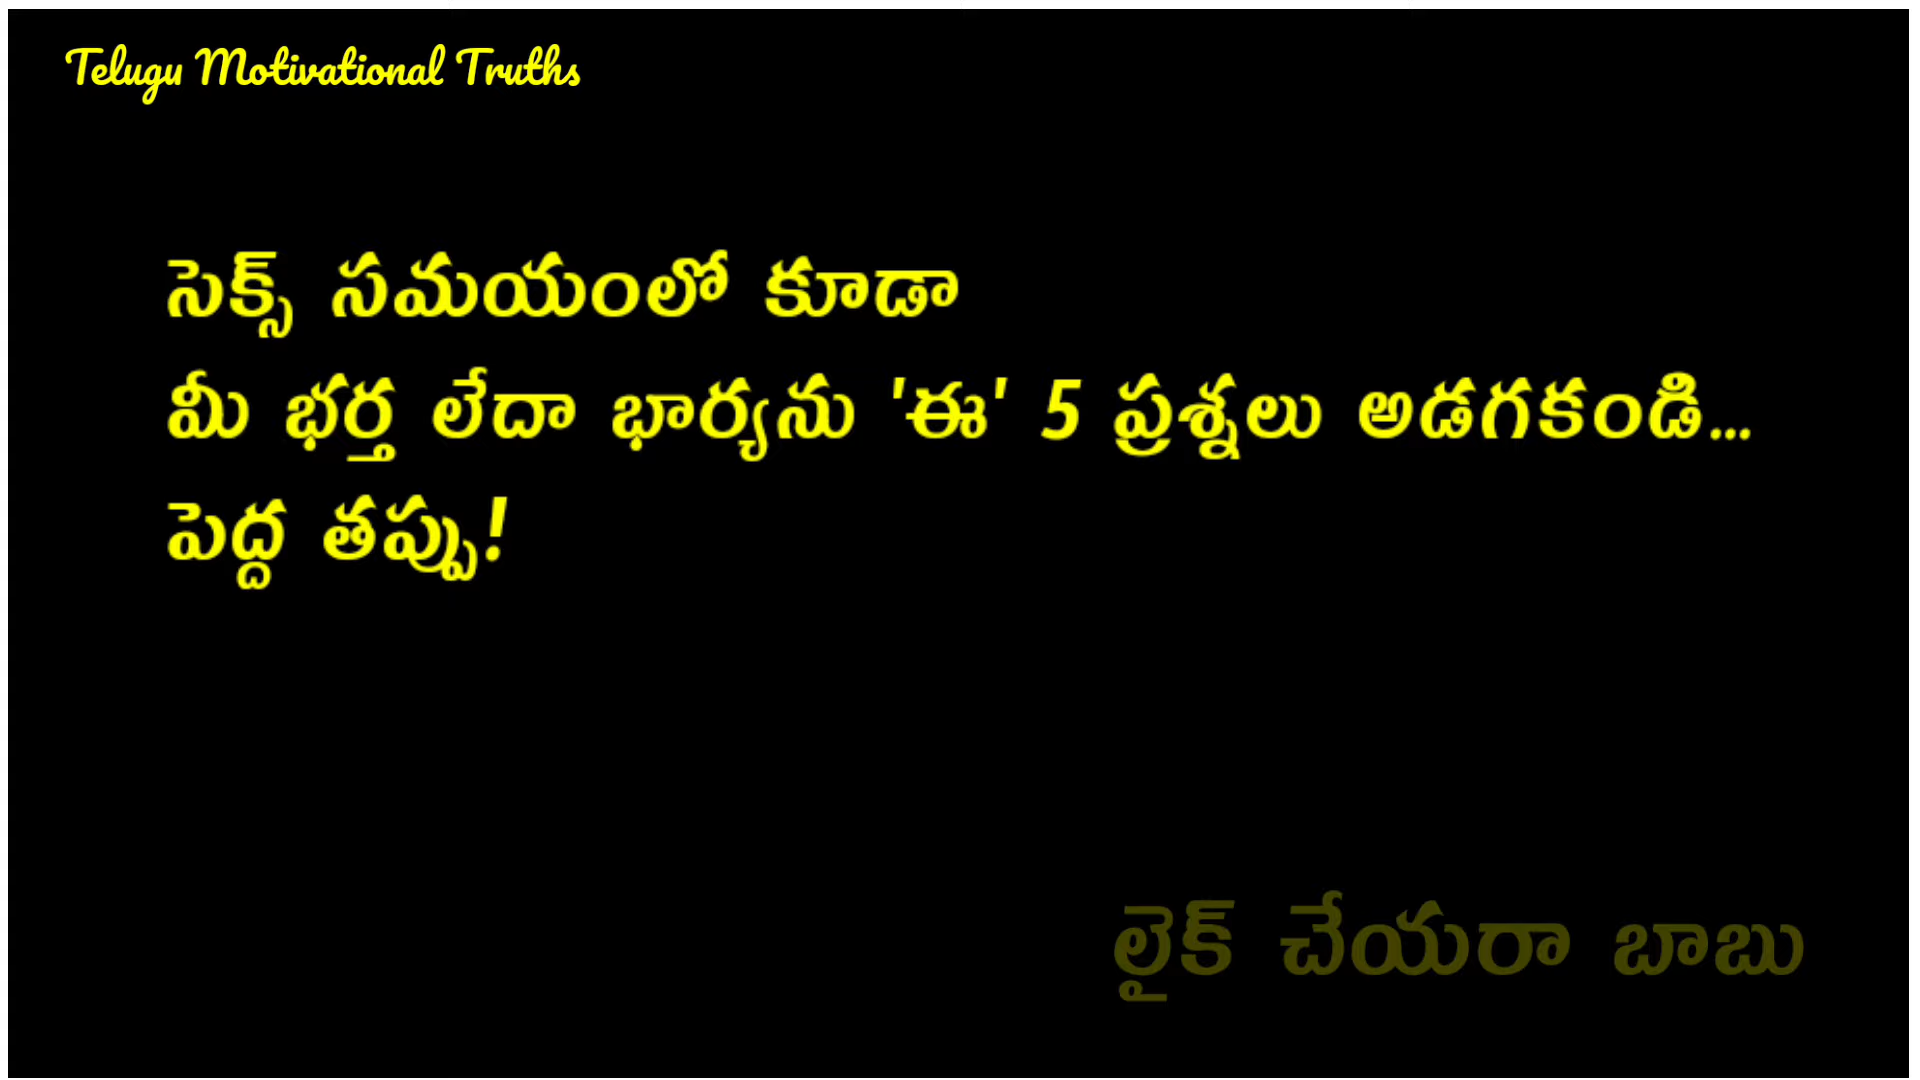 Telugu Motivational Truths
సెక్స్ సమయంలో కూడా
మీ భర్త లేదా భార్యను 'ఈ' 5 ప్రశ్నలు అడగకండి...
పెద్ద తప్పు!
లైక్ చేయరా బాబు